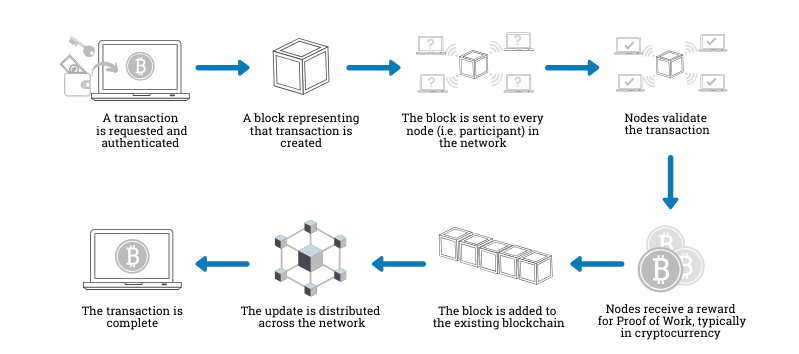 A transaction
is requested and
authenticated
A block representing
that transaction is
created
The block is sent to every
node (i.e. participant) in
the network
Nodes validate
the transaction
Nodes receive a reward
for Proof of Work, typically
in cryptocurrency
The block is added to
the existing blockchain
The update is distributed
across the network
The transaction is
complete